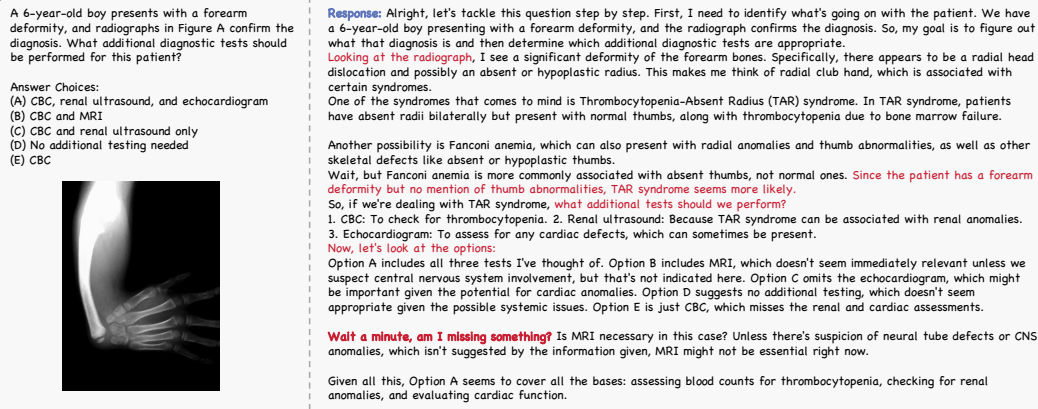 A 6-year-old boy presents with a forearm
deformity, and radiographs in Figure A confirm the
diagnosis. What additional diagnostic tests should
be performed for this patient?
Answer Choices:
(A) CBC, renal ultrasound, and echocardiogram
(B) CBC and MRI
(C) CBC and renal ultrasound only
(D) No additional testing needed
(E) CBC
Response: Alright, let's tackle this question step by step. First, I need to identify what's going on with the patient. We have
a 6-year-old boy presenting with a forearm deformity, and the radiograph confirms the diagnosis. So, my goal is to figure out
what that diagnosis is and then determine which additional diagnostic tests are appropriate.
Looking at the radiograph, I see a significant deformity of the forearm bones. Specifically, there appears to be a radial head
dislocation and possibly an absent or hypoplastic radius. This makes me think of radial club hand, which is associated with
certain syndromes.
One of the syndromes that comes to mind is Thrombocytopenia-Absent Radius (TAR) syndrome. In TAR syndrome, patients
have absent radii bilaterally but present with normal thumbs, along with thrombocytopenia due to bone marrow failure.
Another possibility is Fanconi anemia, which can also present with radial anomalies and thumb abnormalities, as well as other
skeletal defects like absent or hypoplastic thumbs.
Wait, but Fanconi anemia is more commonly associated with absent thumbs, not normal ones. Since the patient has a forearm
deformity but no mention of thumb abnormalities, TAR syndrome seems more likely.
So, if we're dealing with TAR syndrome, what additional tests should we perform?
1. CBC: To check for thrombocytopenia. 2. Renal ultrasound: Because TAR syndrome can be associated with renal anomalies.
3. Echocardiogram: To assess for any cardiac defects, which can sometimes be present.
Now, let's look at the options:
Option A includes all three tests I've thought of. Option B includes MRI, which doesn't seem immediately relevant unless we
suspect central nervous system involvement, but that's not indicated here. Option C omits the echocardiogram, which might
be important given the potential for cardiac anomalies. Option D suggests no additional testing, which doesn't seem
appropriate given the possible systemic issues. Option E is just CBC, which misses the renal and cardiac assessments.
Wait a minute, am I missing something? Is MRI necessary in this case? Unless there's suspicion of neural tube defects or CNS
anomalies, which isn't suggested by the information given, MRI might not be essential right now.
Given all this, Option A seems to cover all the bases: assessing blood counts for thrombocytopenia, checking for renal
anomalies, and evaluating cardiac function.